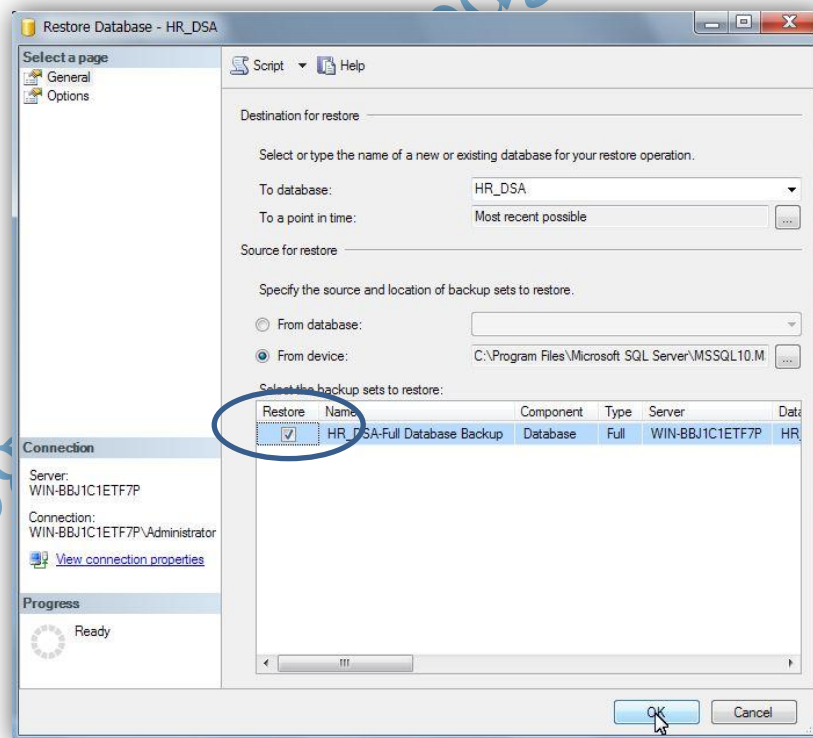 Restore Database - HR_DSA
Select a page
General
Options
Script
Help
Destination for restore
Select or type the name of a new or existing database for your restore operation.
To database:
HR_DSA
To a point in time:
Most recent possible
...
Source for restore
Specify the source and location of backup sets to restore.
From database:
From device:
C:\Program Files\Microsoft SQL Server\MSSQL10.M
...
Select the backup sets to restore:
Restore Name Component Type Server Data
HR_DSA-Full Database Backup Database Full WIN-BBJ1C1ETF7P HR_
Connection
Server:
WIN-BBJ1C1ETF7P
Connection:
WIN-BBJ1C1ETF7P\Administrator
View connection properties
Progress
Ready
OK
Cancel